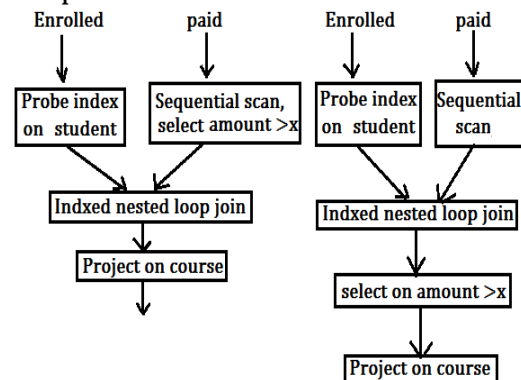 Enrolled
paid
Probe index
on student
Sequential scan,
select amount >x
Indxed nested loop join
Project on course
Enrolled
paid
Probe index
on student
Sequential
scan
Indxed nested loop join
select on amount >x
Project on course